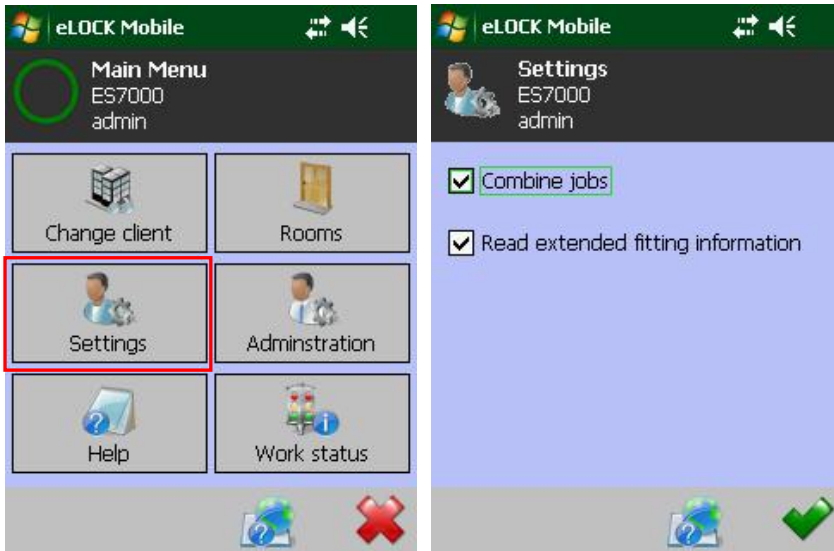 eLOCK Mobile
Main Menu
ES7000
admin
Change client
Rooms
Settings
Adminstration
Help
Work status
eLOCK Mobile
Settings
ES7000
admin
Combine jobs
Read extended fitting information